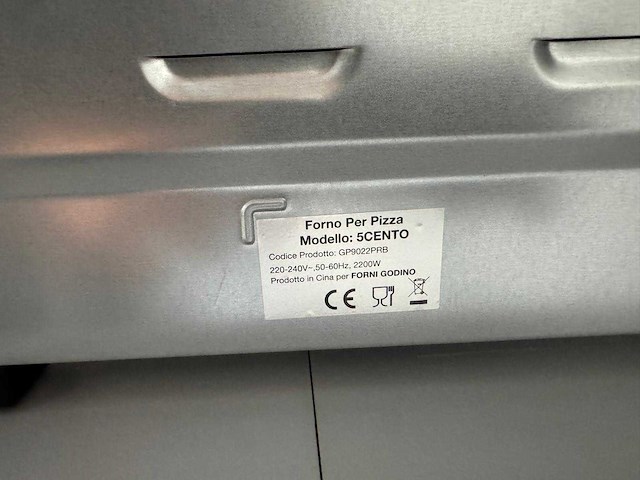 Forno Per Pizza
Modello: 5CENTO
Codice Prodotto: GP9022PRB
220-240V~,50-60Hz, 2200W
Prodotto in Cina per FORNI GODINO
CE